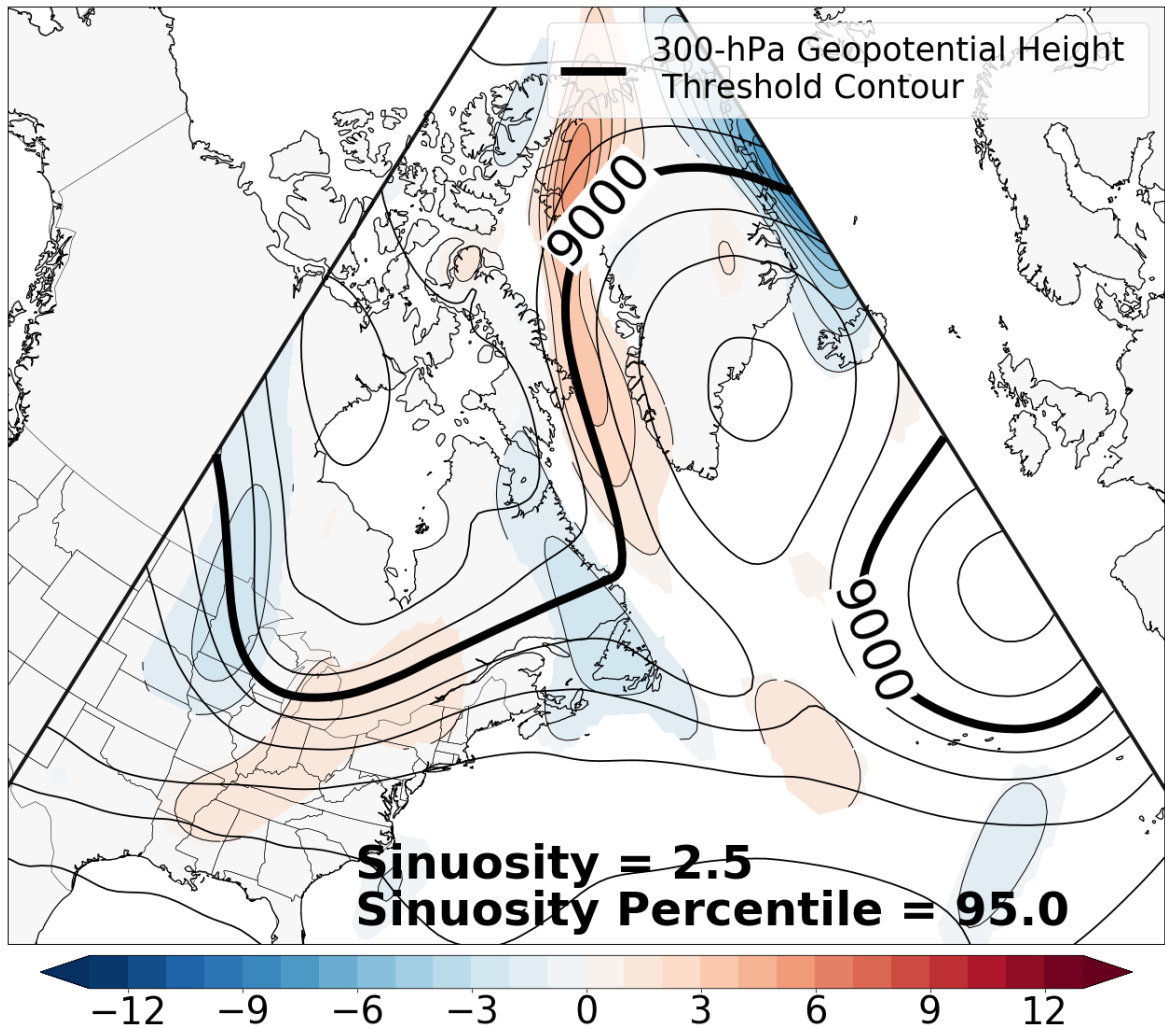 300-hPa Geopotential Height
Threshold Contour
9000
9000
Sinuosity = 2.5
Sinuosity Percentile = 95.0
−12 −9 −6 −3 0 3 6 9 12